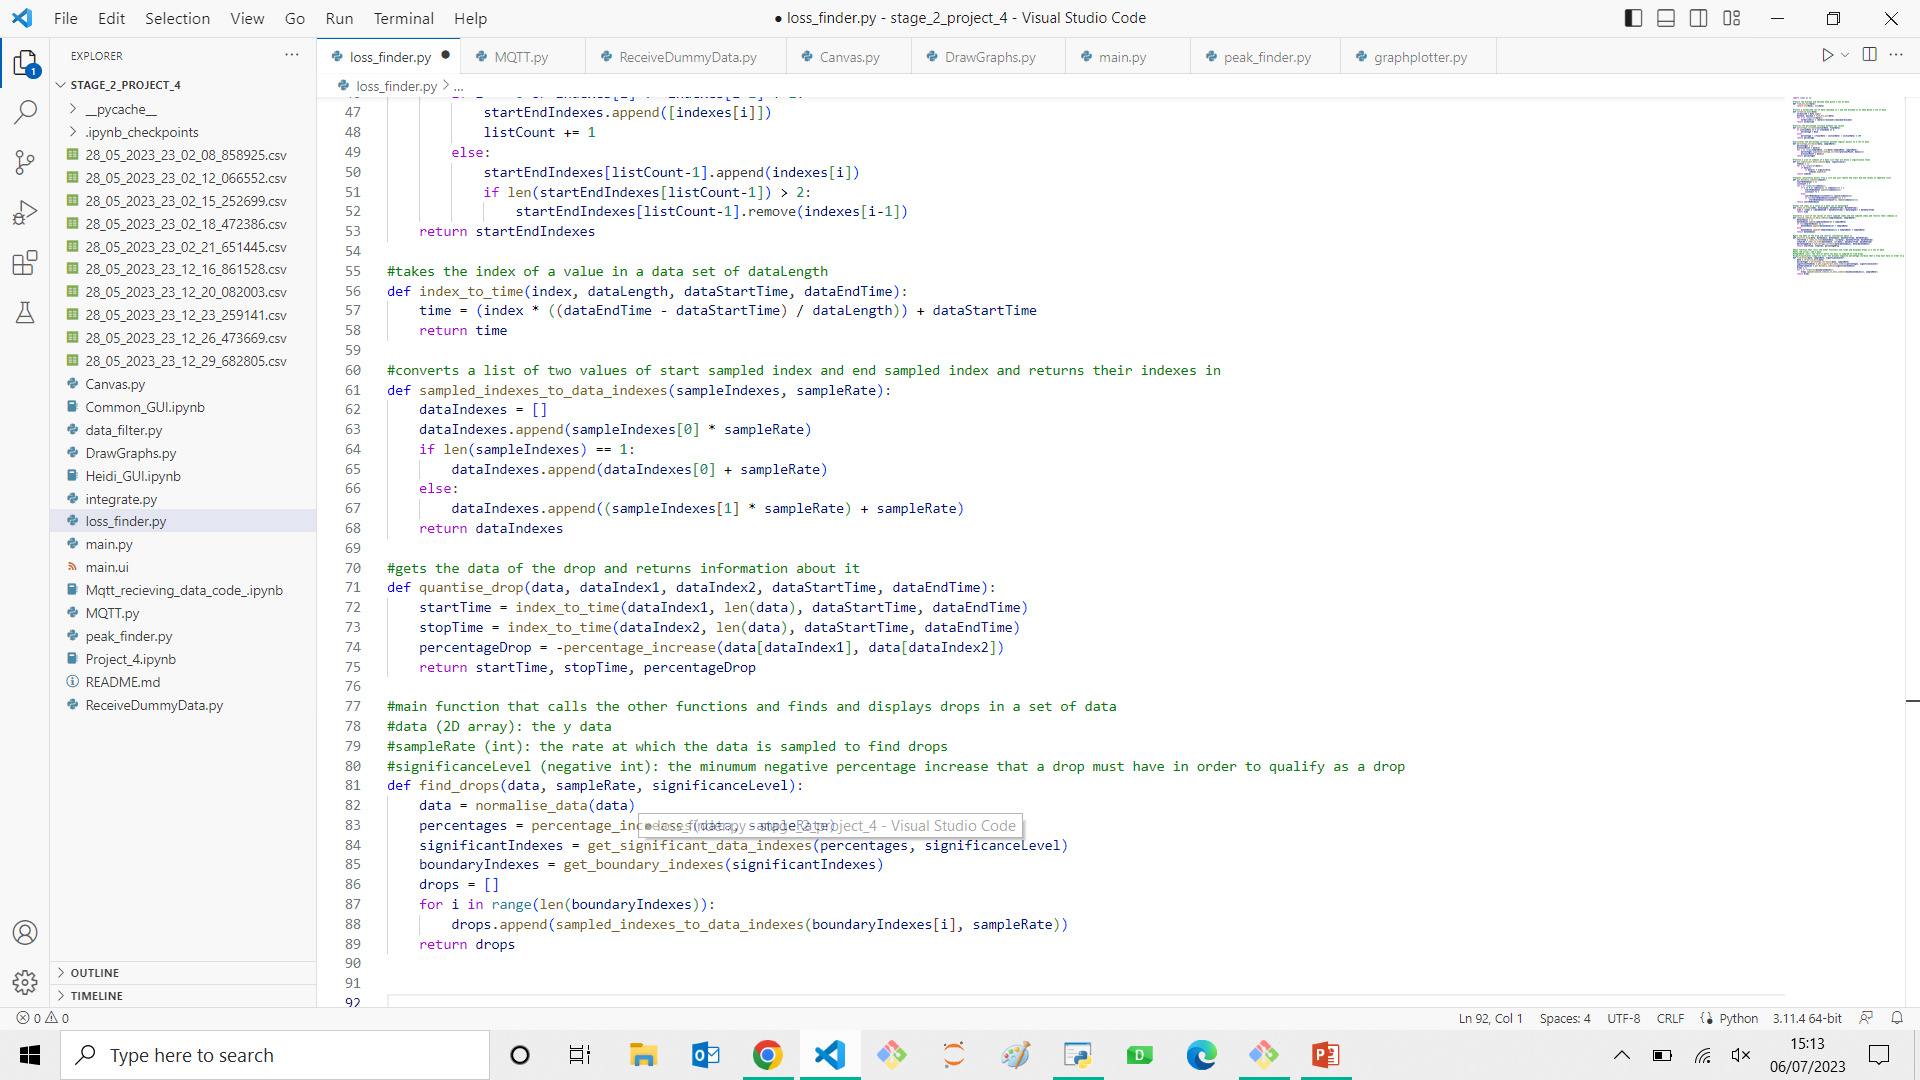 File Edit Selection View Go Run Terminal Help
● loss_finder.py - stage_2_project_4 - Visual Studio Code
EXPLORER
loss_finder.py MQTT.py ReceiveDummyData.py Canvas.py DrawGraphs.py main.py peak_finder.py graphplotter.py
loss_finder.py > ...
1
STAGE_2_PROJECT_4
__pycache__
.ipynb_checkpoints
28_05_2023_23_02_08_858925.csv
28_05_2023_23_02_12_066552.csv
28_05_2023_23_02_15_252699.csv
28_05_2023_23_02_18_472386.csv
28_05_2023_23_02_21_651445.csv
28_05_2023_23_12_16_861528.csv
28_05_2023_23_12_20_082003.csv
28_05_2023_23_12_23_259141.csv
28_05_2023_23_12_26_473669.csv
28_05_2023_23_12_29_682805.csv
Canvas.py
Common_GUI.ipynb
data_filter.py
DrawGraphs.py
Heidi_GUI.ipynb
integrate.py
loss_finder.py
main.py
main.ui
Mqtt_recieving_data_code_.ipynb
MQTT.py
peak_finder.py
Project_4.ipynb
README.md
ReceiveDummyData.py
OUTLINE
TIMELINE
47 startEndIndexes.append([indexes[i]])
48 listCount += 1
49 else:
50 startEndIndexes[listCount-1].append(indexes[i])
51 if len(startEndIndexes[listCount-1]) > 2:
52 startEndIndexes[listCount-1].remove(indexes[i-1])
53 return startEndIndexes
54
55 #takes the index of a value in a data set of dataLength
56 def index_to_time(index, dataLength, dataStartTime, dataEndTime):
57 time = (index * ((dataEndTime - dataStartTime) / dataLength)) + dataStartTime
58 return time
59
60 #converts a list of two values of start sampled index and end sampled index and returns their indexes in
61 def sampled_indexes_to_data_indexes(sampleIndexes, sampleRate):
62 dataIndexes = []
63 dataIndexes.append(sampleIndexes[0] * sampleRate)
64 if len(sampleIndexes) == 1:
65 dataIndexes.append(dataIndexes[0] + sampleRate)
66 else:
67 dataIndexes.append((sampleIndexes[1] * sampleRate) + sampleRate)
68 return dataIndexes
69
70 #gets the data of the drop and returns information about it
71 def quantise_drop(data, dataIndex1, dataIndex2, dataStartTime, dataEndTime):
72 startTime = index_to_time(dataIndex1, len(data), dataStartTime, dataEndTime)
73 stopTime = index_to_time(dataIndex2, len(data), dataStartTime, dataEndTime)
74 percentageDrop = -percentage_increase(data[dataIndex1], data[dataIndex2])
75 return startTime, stopTime, percentageDrop
76
77 #main function that calls the other functions and finds and displays drops in a set of data
78 #data (2D array): the y data
79 #sampleRate (int): the rate at which the data is sampled to find drops
80 #significanceLevel (negative int): the minumum negative percentage increase that a drop must have in order to qualify as a drop
81 def find_drops(data, sampleRate, significanceLevel):
82 data = normalise_data(data)
83 percentages = percentage_increases(data, sampleRate)
● loss_finder.py - stage_2_project_4 - Visual Studio Code
84 significantIndexes = get_significant_data_indexes(percentages, significanceLevel)
85 boundaryIndexes = get_boundary_indexes(significantIndexes)
86 drops = []
87 for i in range(len(boundaryIndexes)):
88 drops.append(sampled_indexes_to_data_indexes(boundaryIndexes[i], sampleRate))
89 return drops
90
91
92
0 0
Ln 92, Col 1 Spaces: 4 UTF-8 CRLF Python 3.11.4 64-bit
Type here to search
15:13
06/07/2023